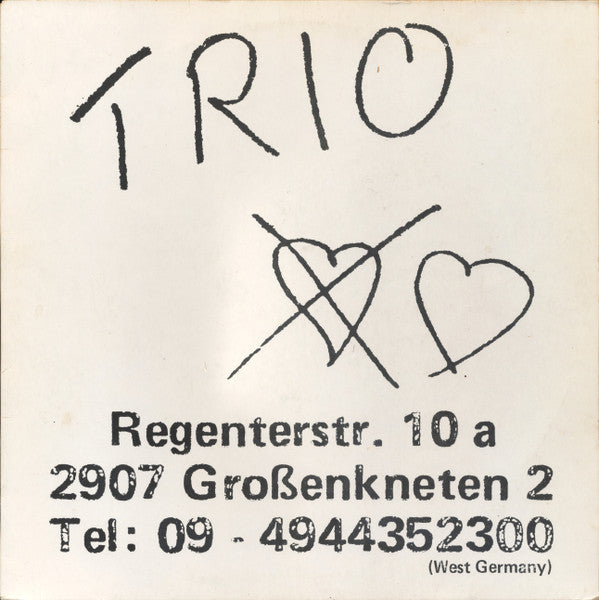 TRIO
Regenterstr. 10 a
2907 Großenkneten 2
Tel: 09 - 4944352300
(West Germany)